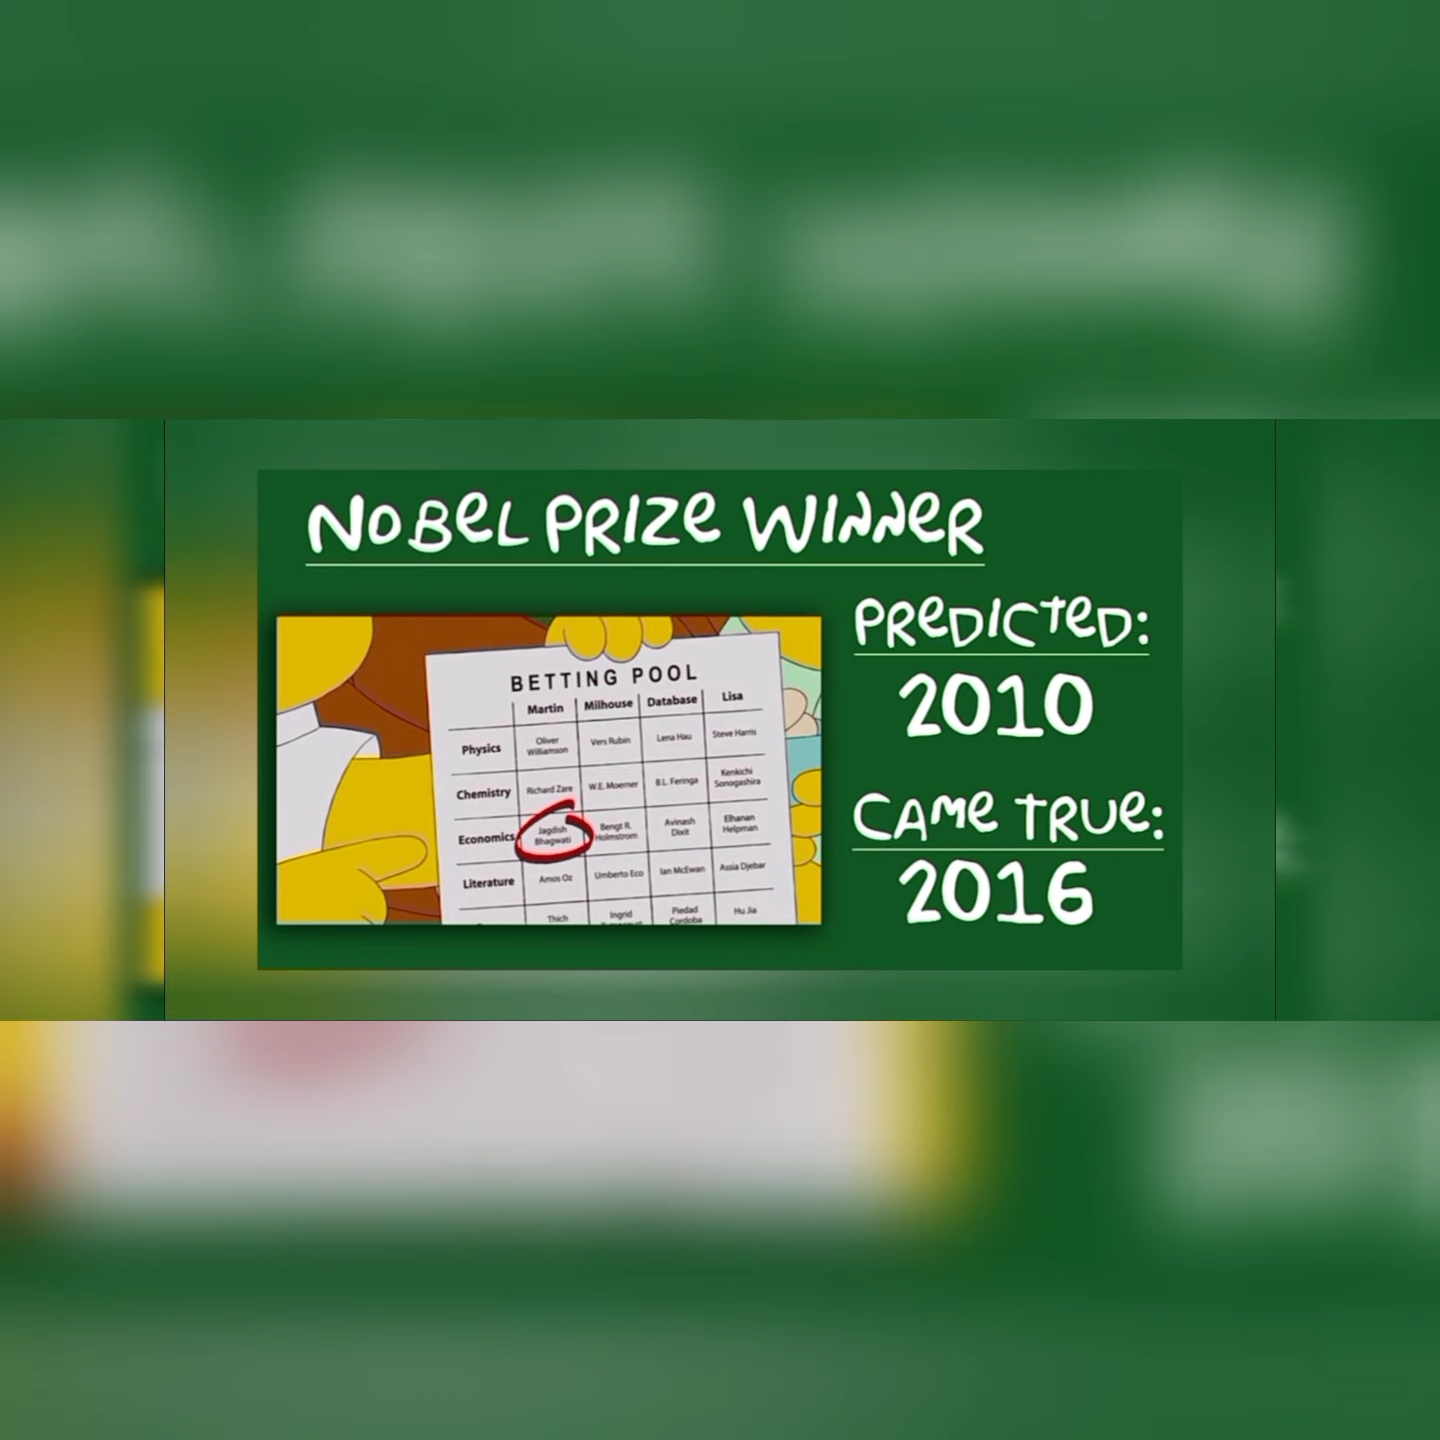 NOBEL PRIZE WINNER
PREDICTED:
2010
CAME TRUE:
2016
BETTING POOL
Martin Milhouse Database Lisa
Physics Oliver Williamson Vers Rubin Lena Hau Steve Harris
Chemistry Richard Zare W.E. Moerner B.L. Feringa Kenkichi Sonogashira
Economics Jagdish Bhagwati Bengt R. Holmstrom Avinash Dixit Elhanan Helpman
Literature Amos Oz Umberto Eco Ian McEwan Assia Djebar
Thich Ingrid Piedad Cordoba Hu Jia